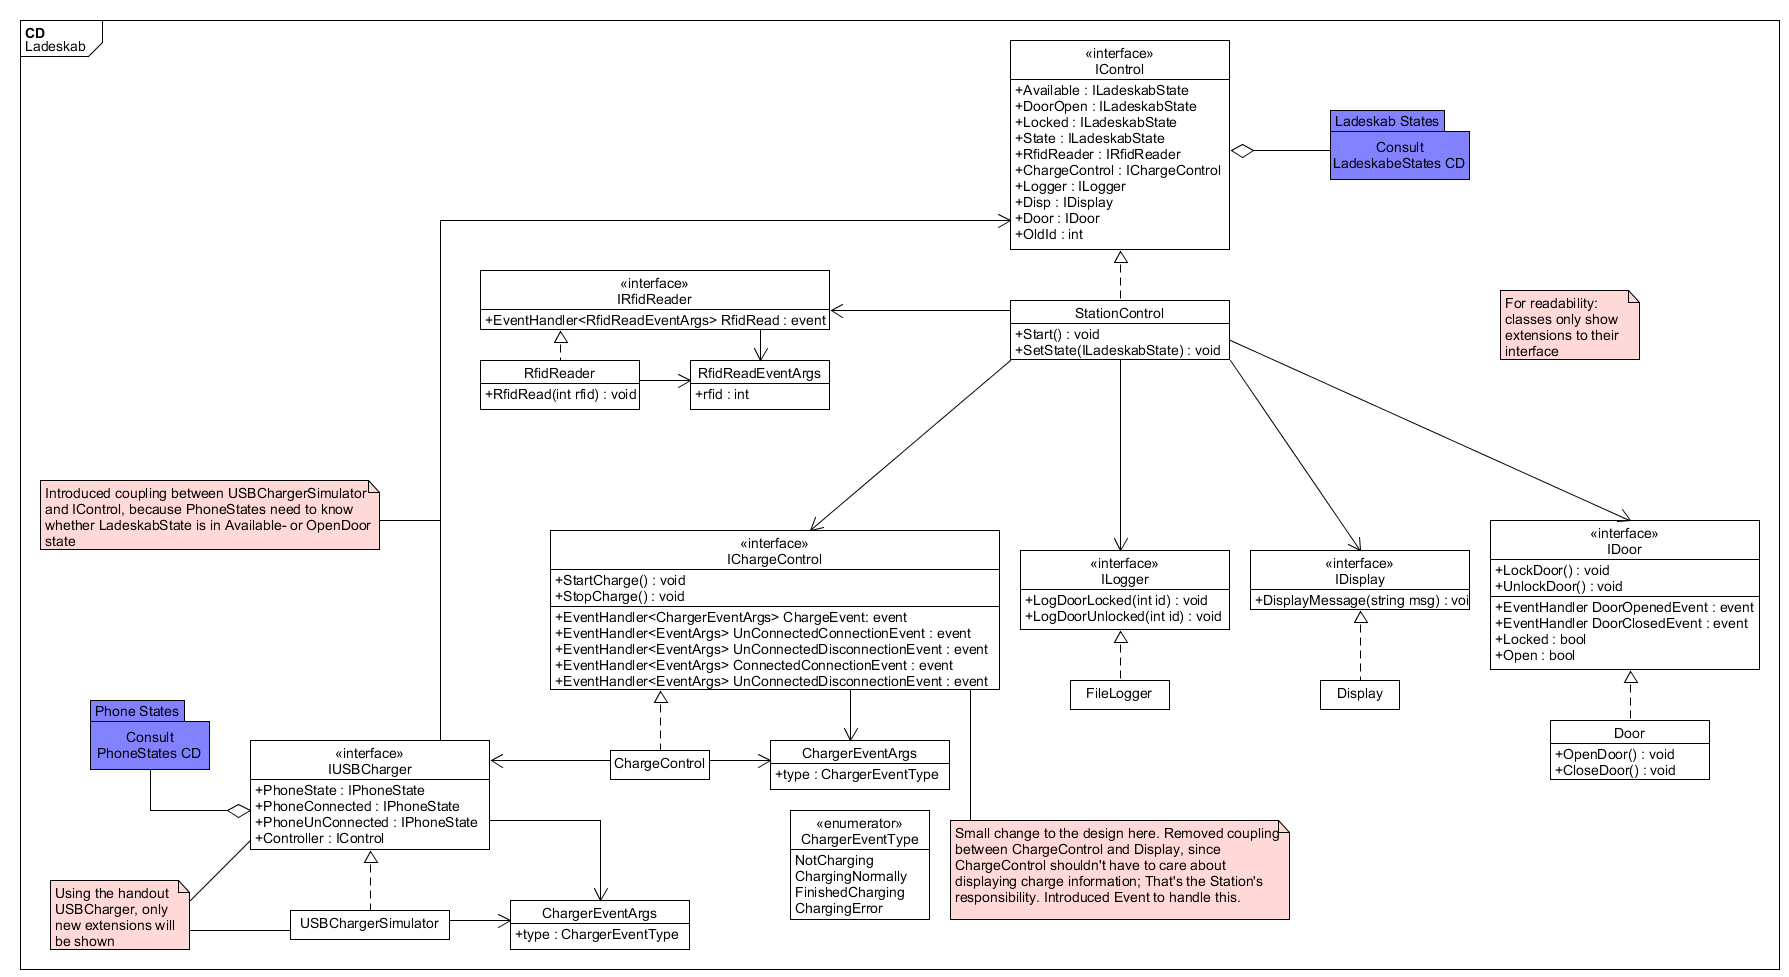 CD
Ladeskab
«interface»
IControl
+Available : ILadeskabState
+DoorOpen : ILadeskabState
+Locked : ILadeskabState
+State : ILadeskabState
+RfidReader : IRfidReader
+ChargeControl : IChargeControl
+Logger : ILogger
+Disp : IDisplay
+Door : IDoor
+OldId : int
Ladeskab States
Consult
LadeskabeStates CD
«interface»
IRfidReader
+EventHandler<RfidReadEventArgs> RfidRead : event
StationControl
+Start() : void
+SetState(ILadeskabState) : void
For readability:
classes only show
extensions to their
interface
RfidReader
+RfidRead(int rfid) : void
RfidReadEventArgs
+rfid : int
Introduced coupling between USBChargerSimulator
and IControl, because PhoneStates need to know
whether LadeskabState is in Available- or OpenDoor
state
«interface»
IChargeControl
+StartCharge() : void
+StopCharge() : void
+EventHandler<ChargerEventArgs> ChargeEvent: event
+EventHandler<EventArgs> UnConnectedConnectionEvent : event
+EventHandler<EventArgs> UnConnectedDisconnectionEvent : event
+EventHandler<EventArgs> ConnectedConnectionEvent : event
+EventHandler<EventArgs> UnConnectedDisconnectionEvent : event
«interface»
ILogger
+LogDoorLocked(int id) : void
+LogDoorUnlocked(int id) : void
«interface»
IDisplay
+DisplayMessage(string msg) : voi
«interface»
IDoor
+LockDoor() : void
+UnlockDoor() : void
+EventHandler DoorOpenedEvent : event
+EventHandler DoorClosedEvent : event
+Locked : bool
+Open : bool
FileLogger
Display
Door
+OpenDoor() : void
+CloseDoor() : void
Phone States
Consult
PhoneStates CD
«interface»
IUSBCharger
+PhoneState : IPhoneState
+PhoneConnected : IPhoneState
+PhoneUnConnected : IPhoneState
+Controller : IControl
ChargeControl
ChargerEventArgs
+type : ChargerEventType
«enumerator»
ChargerEventType
NotCharging
ChargingNormally
FinishedCharging
ChargingError
Small change to the design here. Removed coupling
between ChargeControl and Display, since
ChargeControl shouldn't have to care about
displaying charge information; That's the Station's
responsibility. Introduced Event to handle this.
Using the handout
USBCharger, only
new extensions will
be shown
USBChargerSimulator
ChargerEventArgs
+type : ChargerEventType